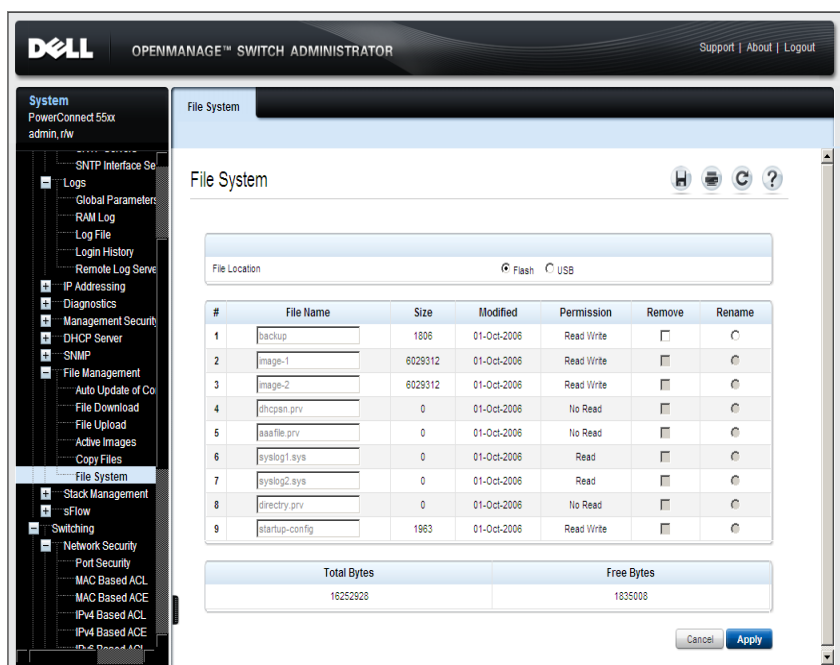 DELL
OPENMANAGE™ SWITCH ADMINISTRATOR
Support | About | Logout
System
PowerConnect 55xx
admin, r/w
SNTP Interface Se
Logs
Global Parameters
RAM Log
Log File
Login History
Remote Log Serve
IP Addressing
Diagnostics
Management Security
DHCP Server
SNMP
File Management
Auto Update of Co
File Download
File Upload
Active Images
Copy Files
File System
Stack Management
sFlow
Switching
Network Security
Port Security
MAC Based ACL
MAC Based ACE
IPv4 Based ACL
IPv4 Based ACE
File System
File System
?
File Location Flash USB
# File Name Size Modified Permission Remove Rename
1 backup 1806 01-Oct-2006 Read Write
2 image-1 6029312 01-Oct-2006 Read Write
3 image-2 6029312 01-Oct-2006 Read Write
4 dhcpsn.prv 0 01-Oct-2006 No Read
5 aaafile.prv 0 01-Oct-2006 No Read
6 syslog1.sys 0 01-Oct-2006 Read
7 syslog2.sys 0 01-Oct-2006 Read
8 directry.prv 0 01-Oct-2006 No Read
9 startup-config 1963 01-Oct-2006 Read Write
Total Bytes Free Bytes
16252928 1835008
Cancel Apply